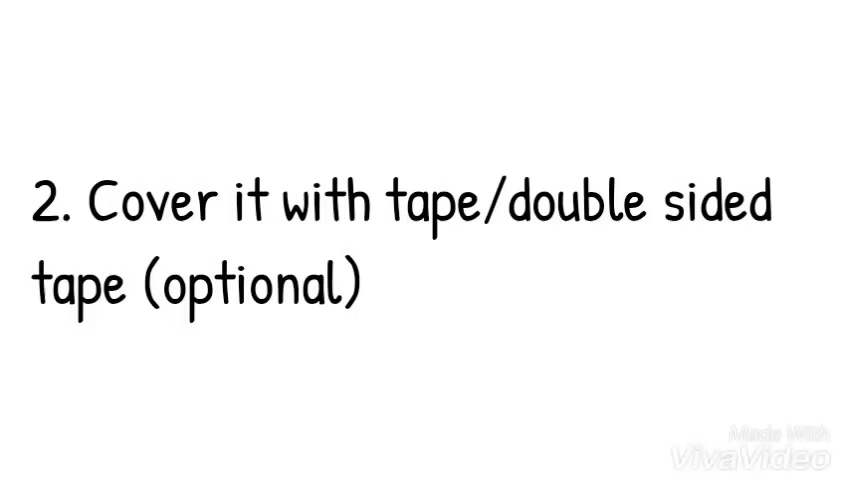 2. Cover it with tape/double sided
tape (optional)
Made With
VivaVideo